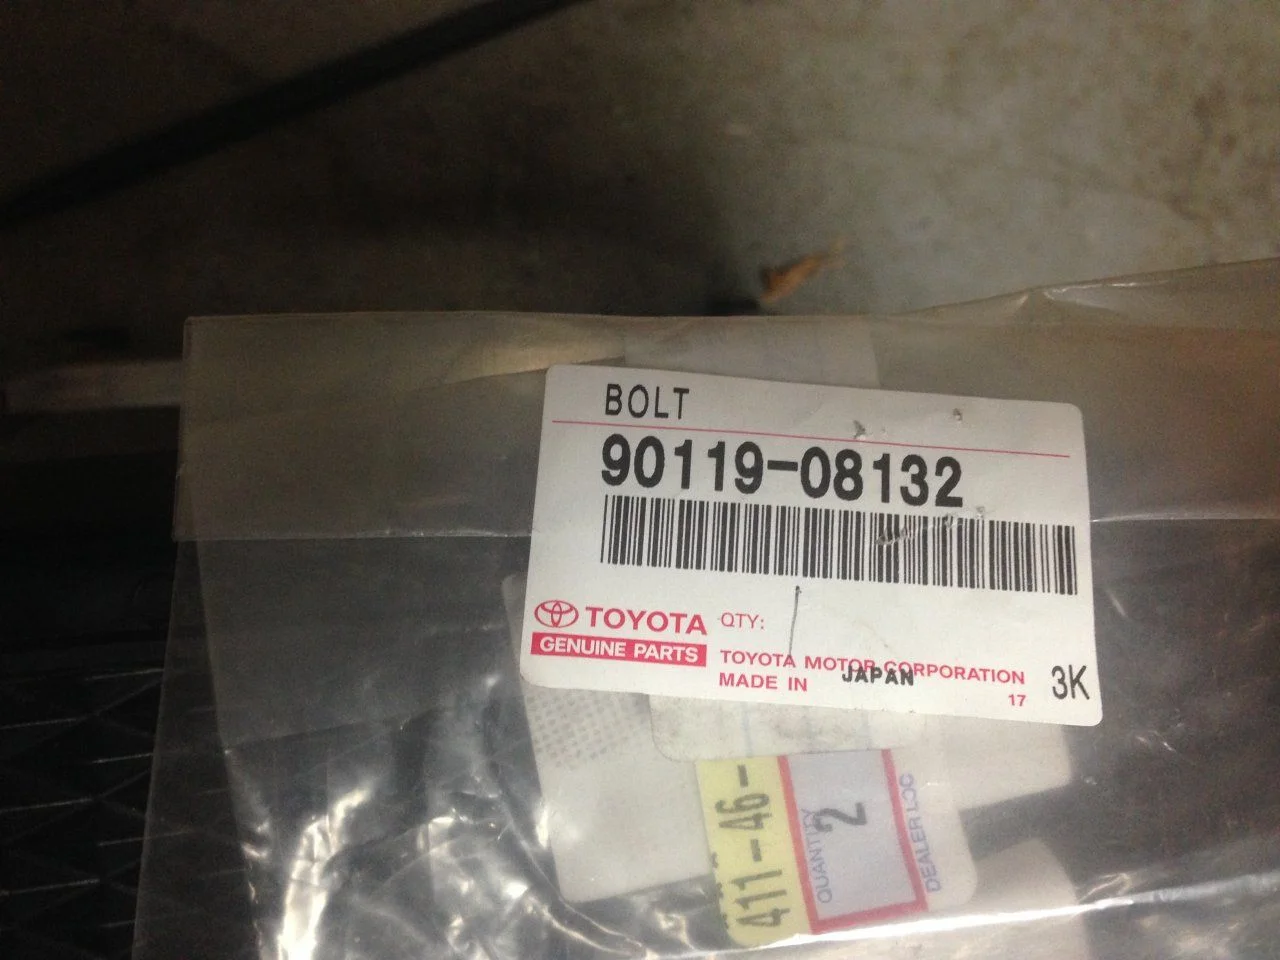 BOLT
90119-08132
TOYOTA
GENUINE PARTS
QTY:
TOYOTA MOTOR CORPORATION
MADE IN JAPAN
17
3K
411-46-
QUANTITY
2
DEALER LOC